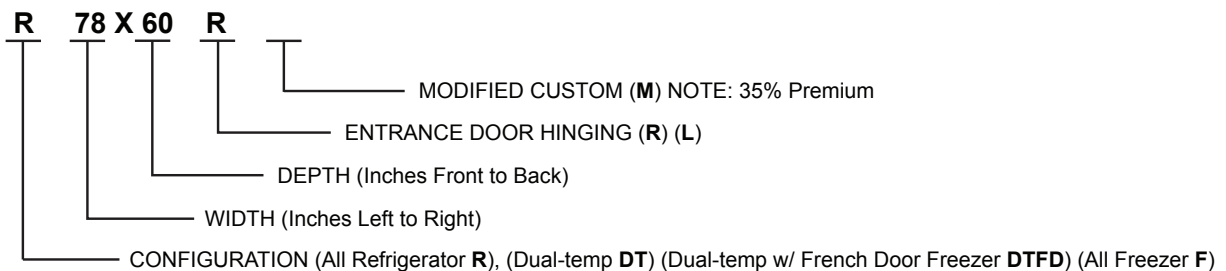 R 78 X 60 R
MODIFIED CUSTOM (M) NOTE: 35% Premium
ENTRANCE DOOR HINGING (R) (L)
DEPTH (Inches Front to Back)
WIDTH (Inches Left to Right)
CONFIGURATION (All Refrigerator R), (Dual-temp DT) (Dual-temp w/ French Door Freezer DTFD) (All Freezer F)